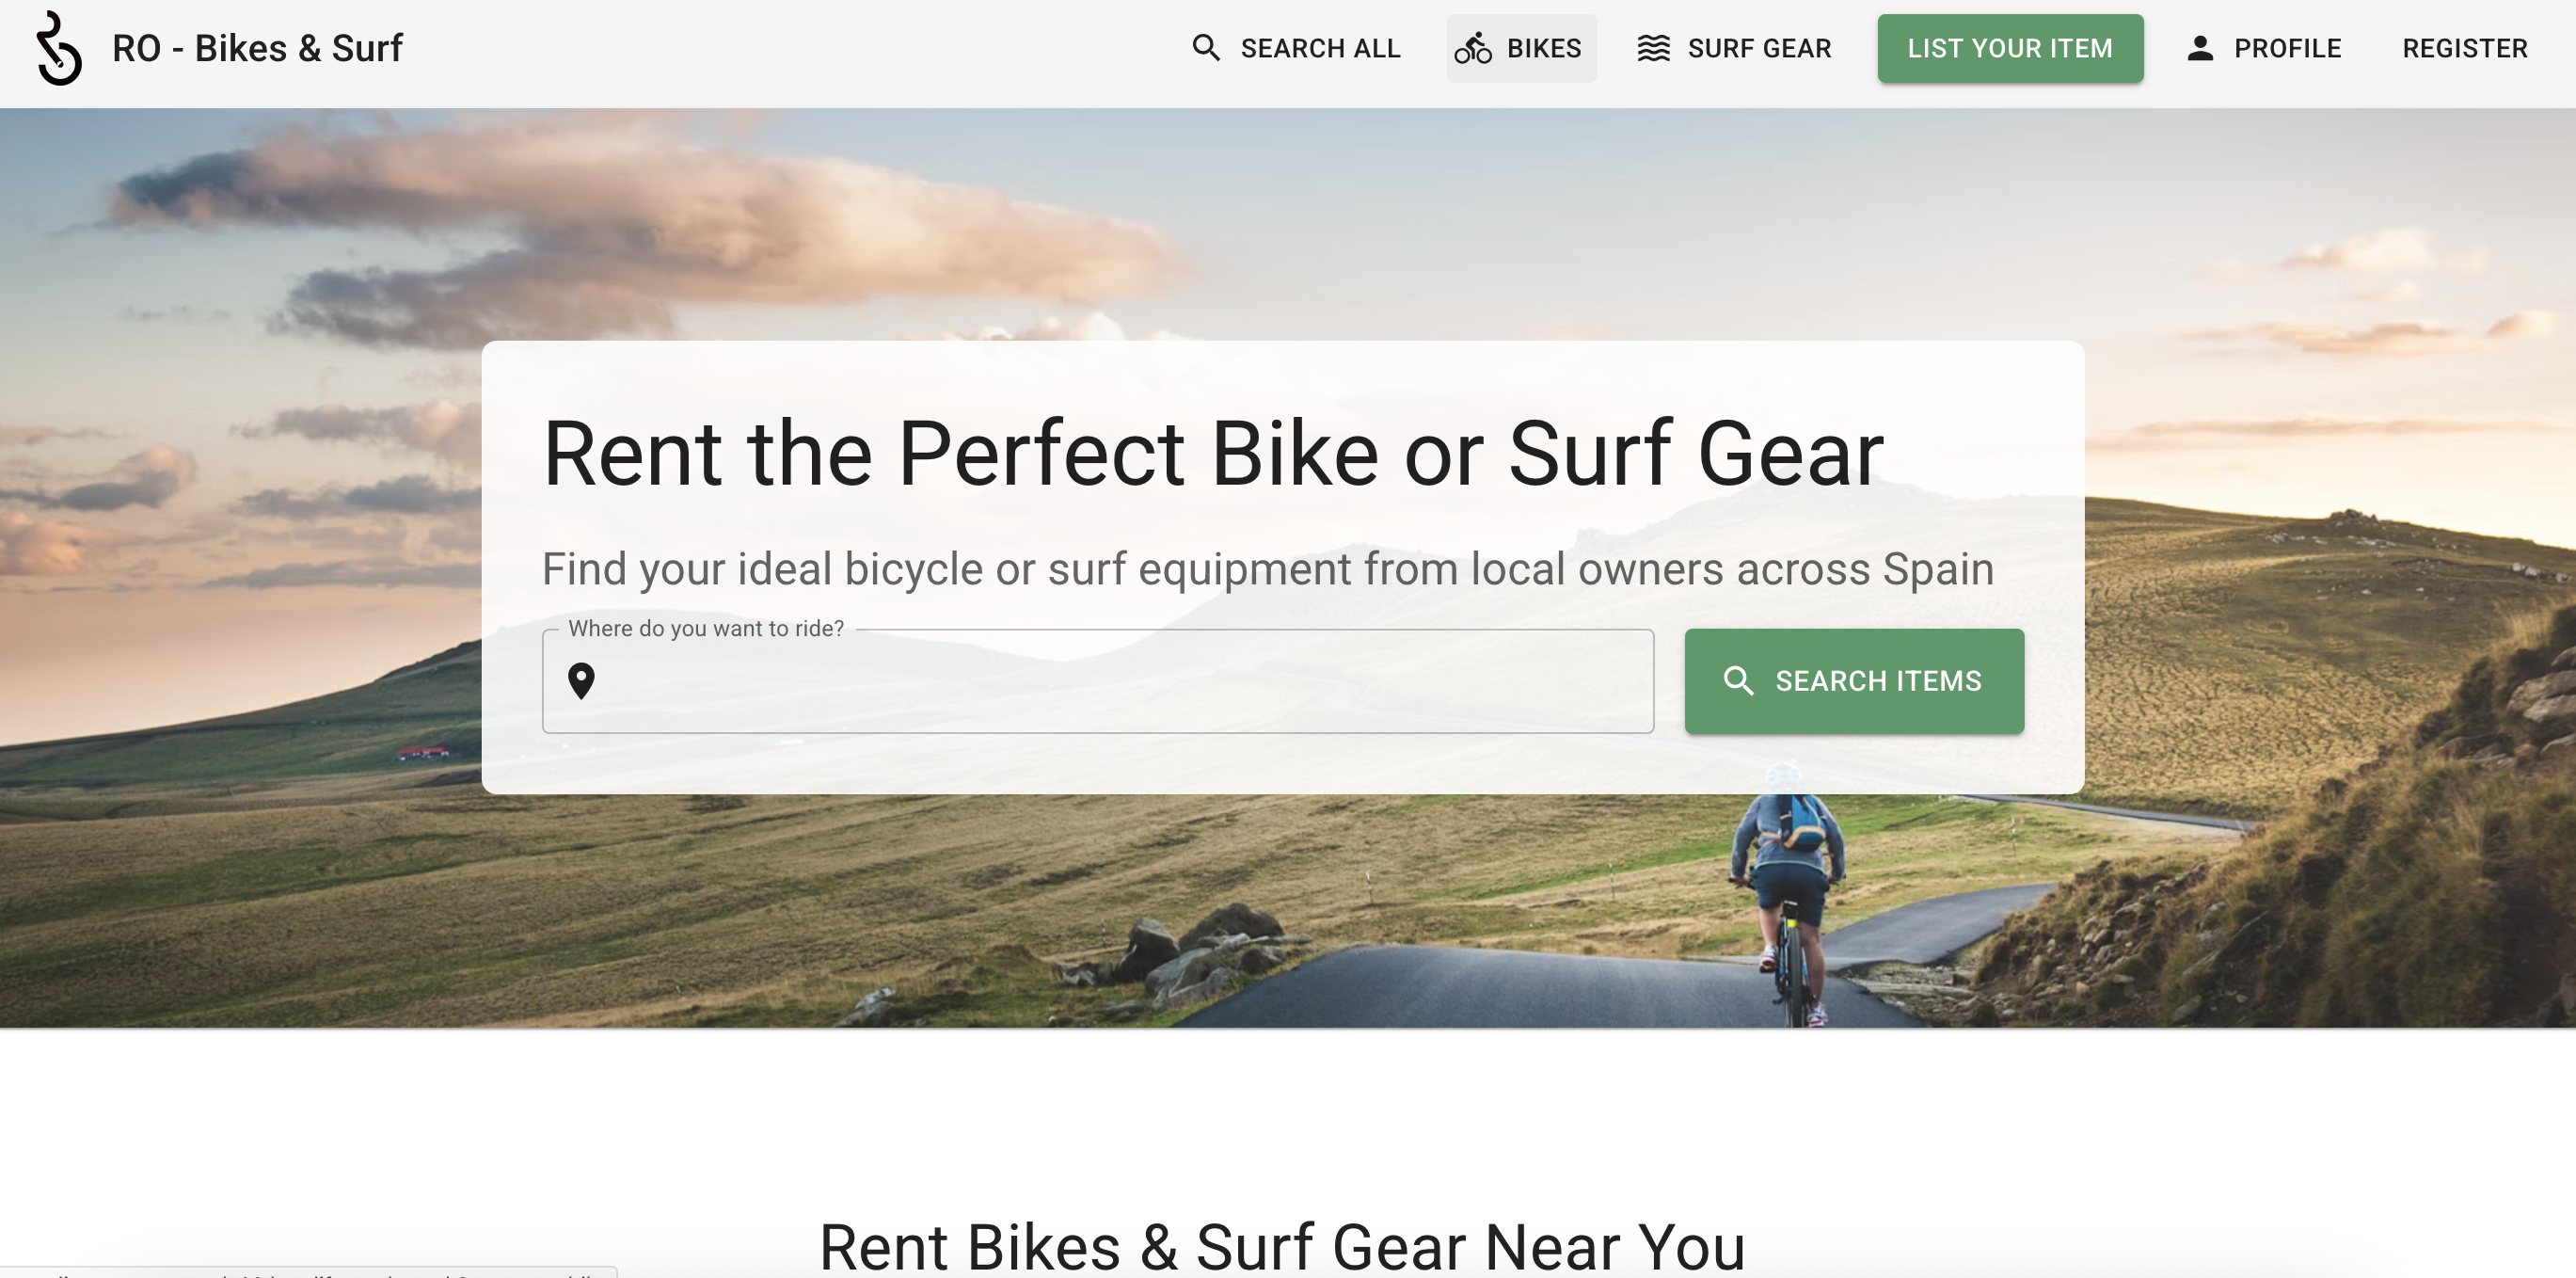 RO - Bikes & Surf
SEARCH ALL
BIKES
SURF GEAR
LIST YOUR ITEM
PROFILE
REGISTER
Rent the Perfect Bike or Surf Gear
Find your ideal bicycle or surf equipment from local owners across Spain
Where do you want to ride?
SEARCH ITEMS
Rent Bikes & Surf Gear Near You